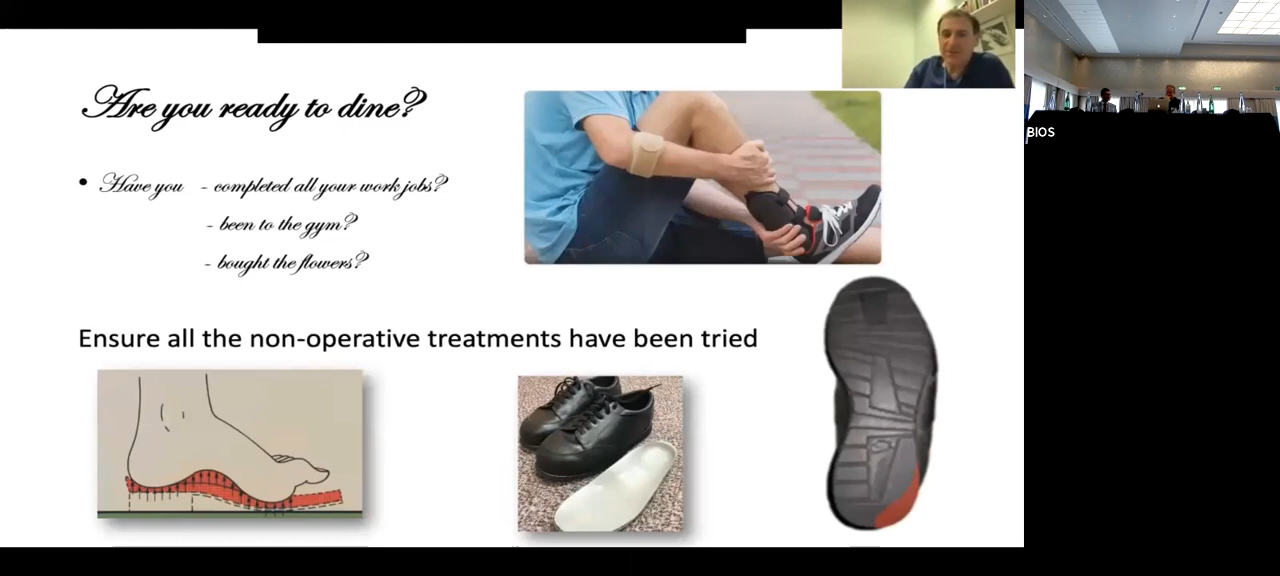 Are you ready to dine?
• Have you - completed all your work jobs?
- been to the gym?
- bought the flowers?
Ensure all the non-operative treatments have been tried
BIOS